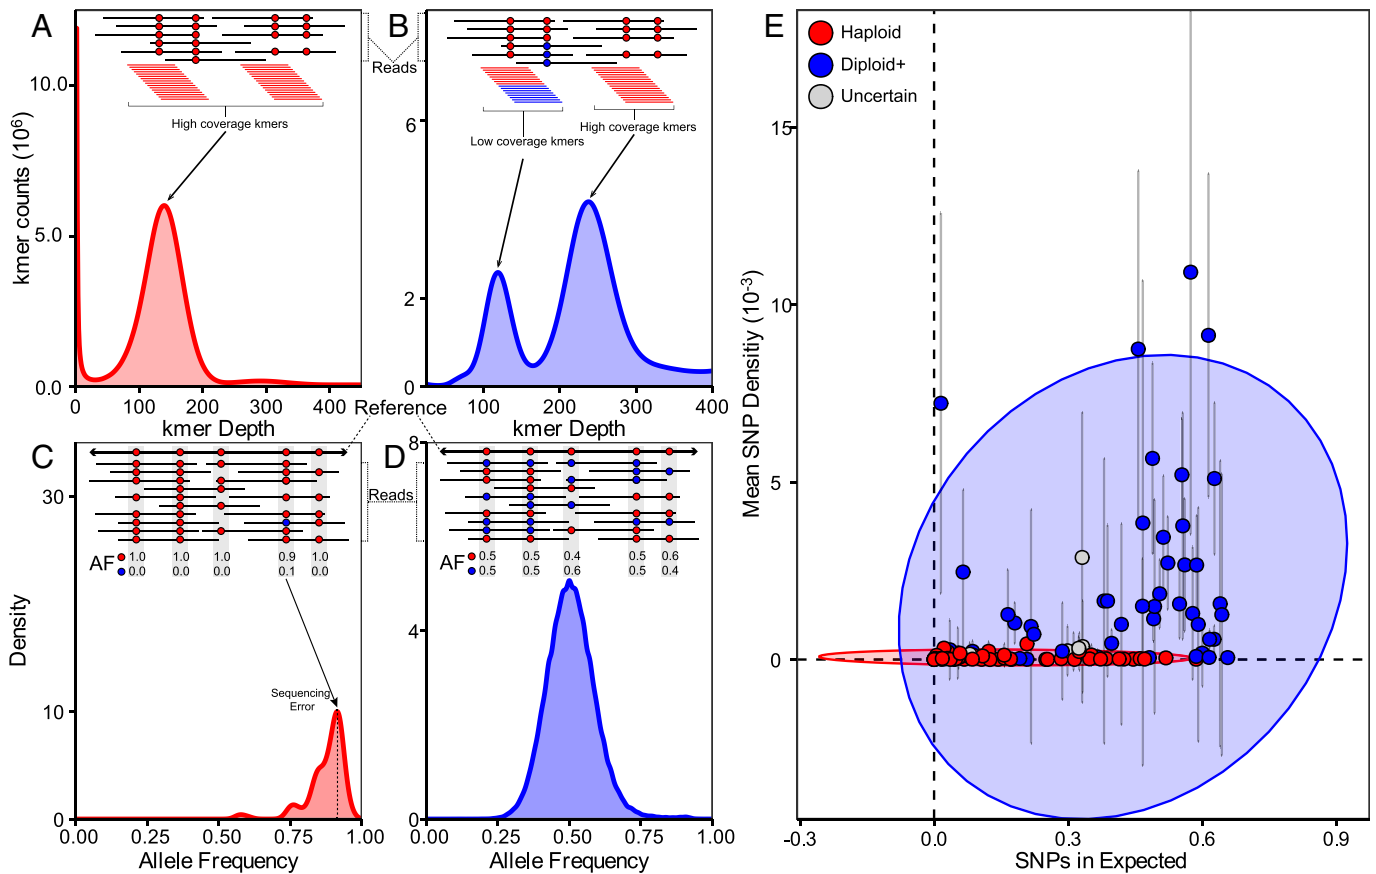 A
Reads
High coverage kmers
kmer counts (10⁶)
10.0
5.0
0.0
0
100
200
300
400
kmer Depth
B
Low coverage kmers
High coverage kmers
6
2
0
100
200
300
400
kmer Depth
Reference
C
Reads
AF
1.0 1.0 1.0 0.9 1.0
0.0 0.0 0.0 0.1 0.0
Sequencing
Error
Density
30
10
0
0.00
0.25
0.50
0.75
1.00
Allele Frequency
D
AF
0.5 0.5 0.4 0.5 0.6
0.5 0.5 0.6 0.5 0.4
8
4
2
0
0.00
0.25
0.50
0.75
1.00
Allele Frequency
E
Haploid
Diploid+
Uncertain
Mean SNP Densitiy (10⁻³)
15
10
5
0
-0.3
0.0
0.3
0.6
0.9
SNPs in Expected